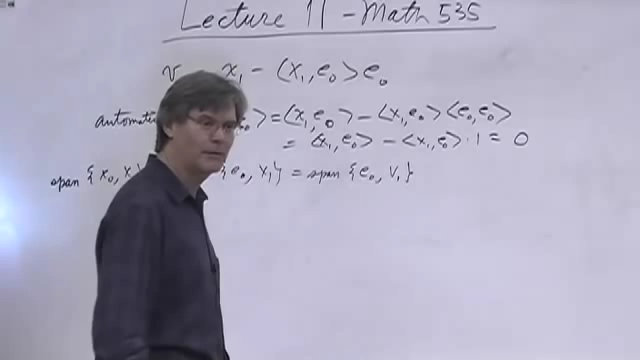 Lecture 11 - Math 535
v x₁ - <x₁, e₀> e₀
automati ₀> = <x₁, e₀> - <x₁, e₀> <e₀, e₀>
= <x₁, e₀> - <x₁, e₀> · 1 = 0
span {x₀, x {e₀, x₁} = span {e₀, v₁}